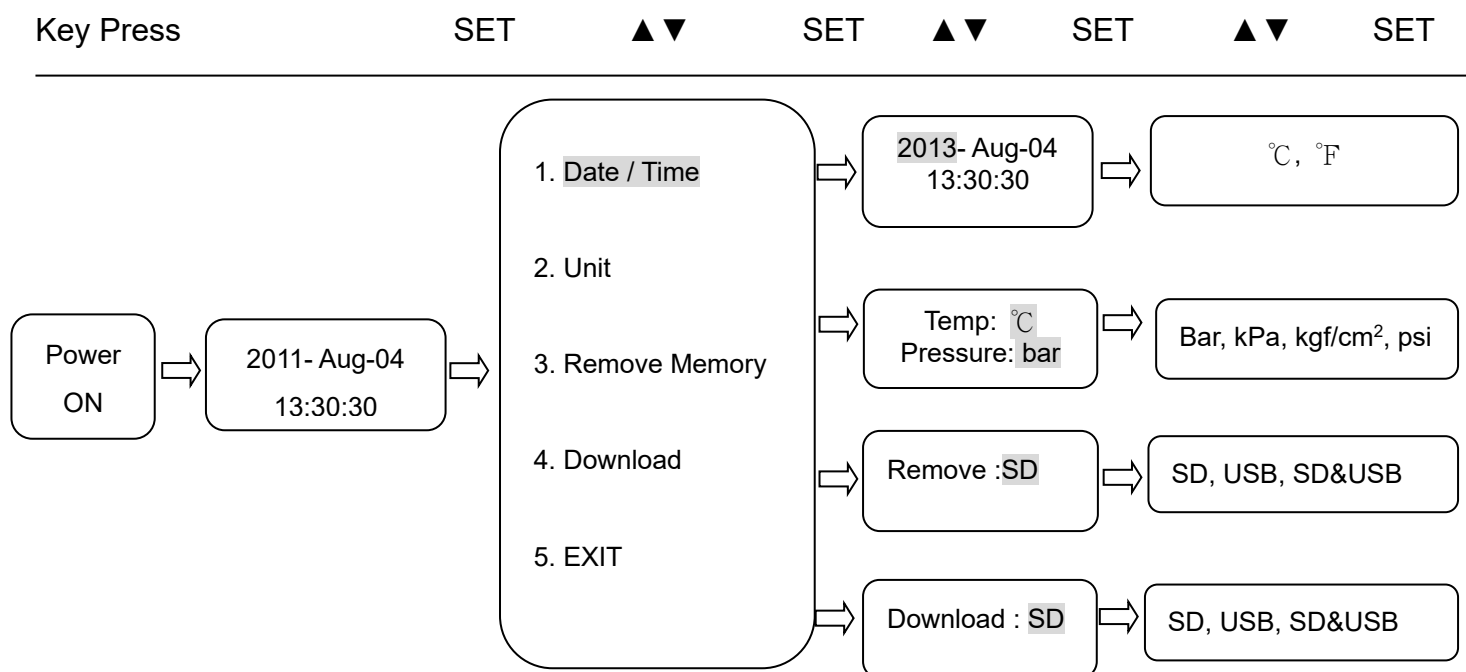 Key Press SET ▲▼ SET ▲▼ SET ▲▼ SET
Power
ON
2011- Aug-04
13:30:30
1. Date / Time
2. Unit
3. Remove Memory
4. Download
5. EXIT
2013- Aug-04
13:30:30
℃, ℉
Temp: ℃
Pressure: bar
Bar, kPa, kgf/cm², psi
Remove :SD
SD, USB, SD&USB
Download : SD
SD, USB, SD&USB